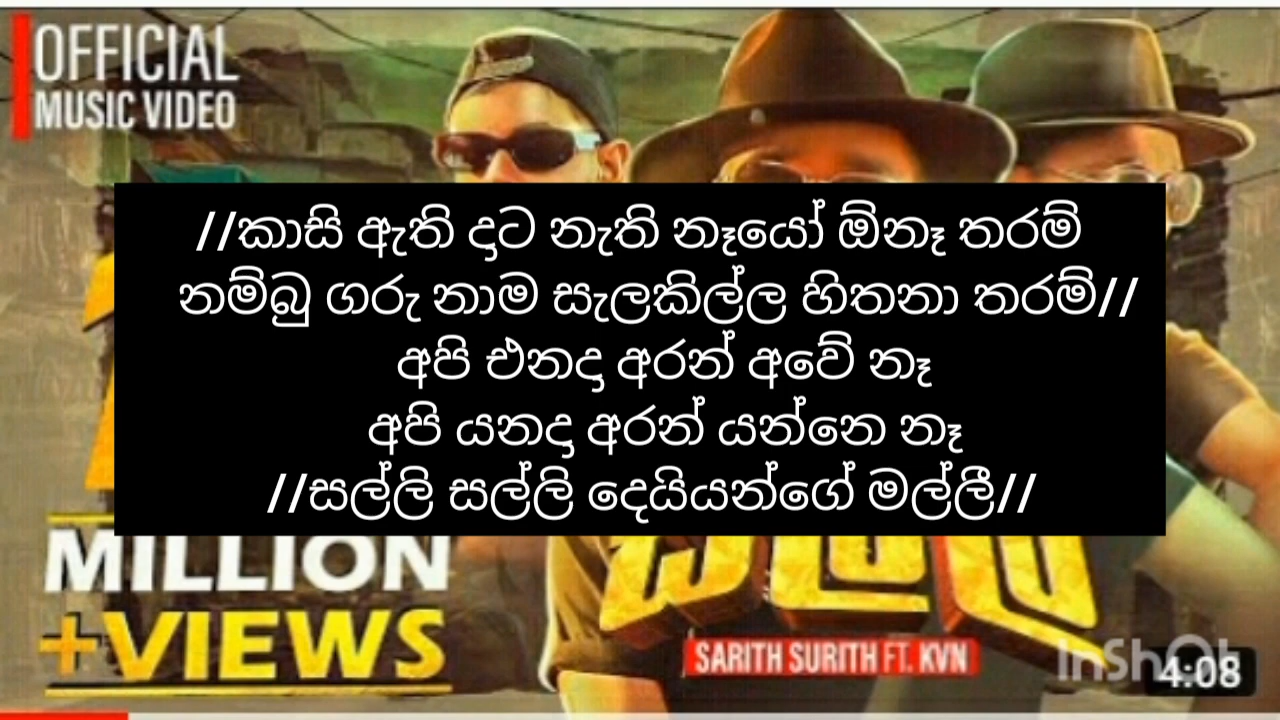 OFFICIAL
MUSIC VIDEO
//කාසි ඇති දාට නැති නෑයෝ ඕනෑ තරම්
නම්බු ගරු නාම සැලකිල්ල හිතනා තරම්//
අපි එනදා අරන් අවේ නෑ
අපි යනදා අරන් යන්නෙ නෑ
//සල්ලි සල්ලි දෙයියන්ගේ මල්ලී//
MILLION
+VIEWS
SARITH SURITH FT. KVN
InShOt
4:08